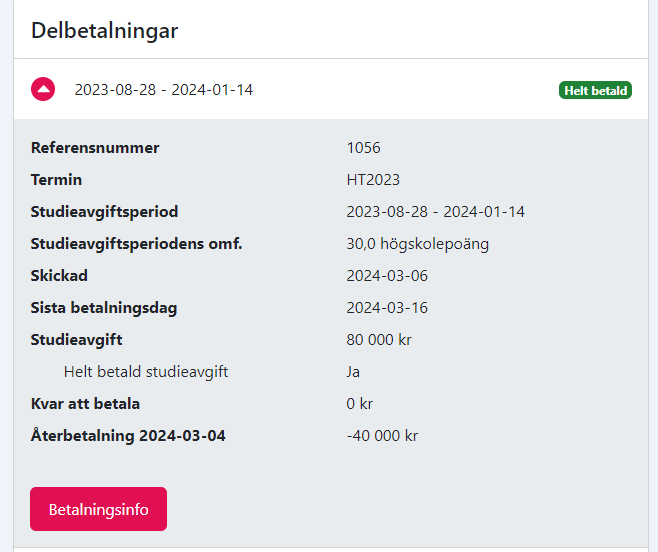 Delbetalningar
2023-08-28 - 2024-01-14 Helt betald
Referensnummer 1056
Termin HT2023
Studieavgiftsperiod 2023-08-28 - 2024-01-14
Studieavgiftsperiodens omf. 30,0 högskolepoäng
Skickad 2024-03-06
Sista betalningsdag 2024-03-16
Studieavgift 80 000 kr
Helt betald studieavgift Ja
Kvar att betala 0 kr
Återbetalning 2024-03-04 -40 000 kr
Betalningsinfo